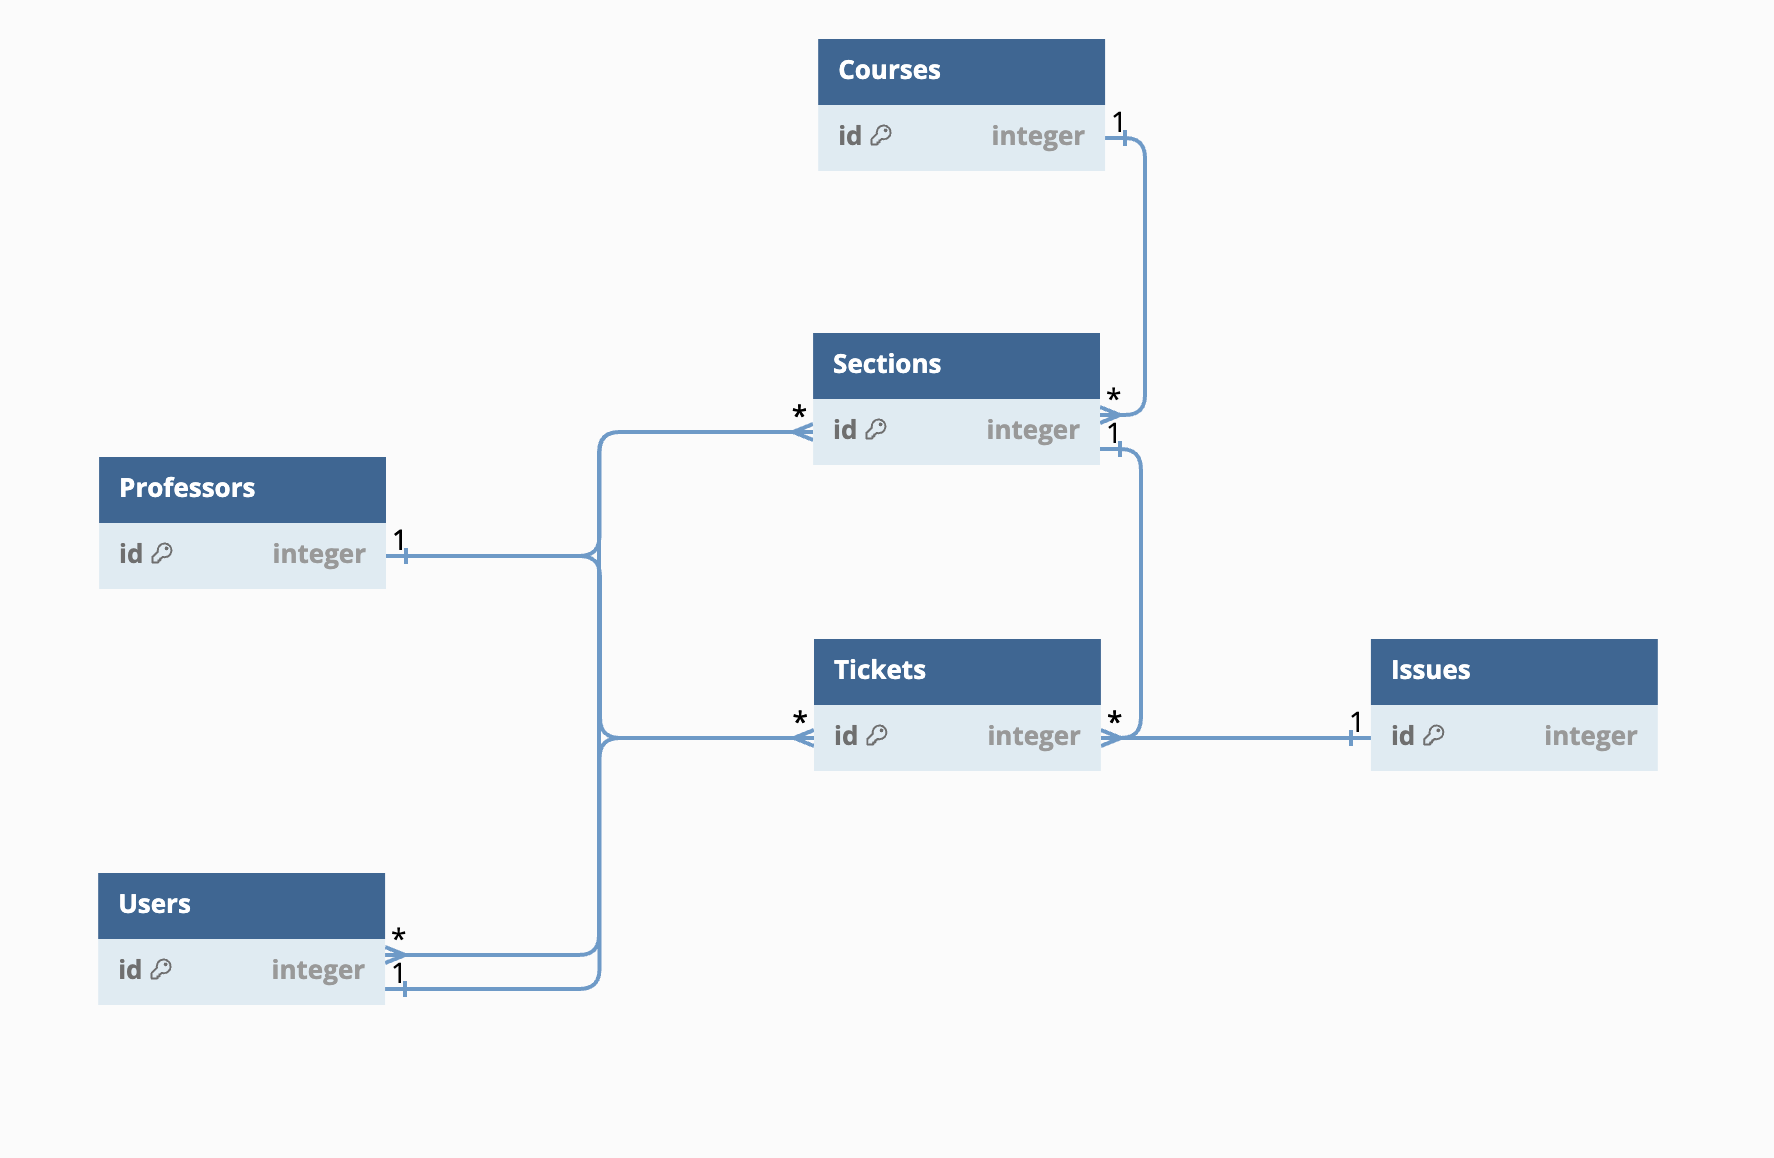 Courses
id integer
1
Sections
*
* id integer
1
Professors
id integer
1
Tickets
* id integer *
Issues
1
id integer
Users
*
id integer
1